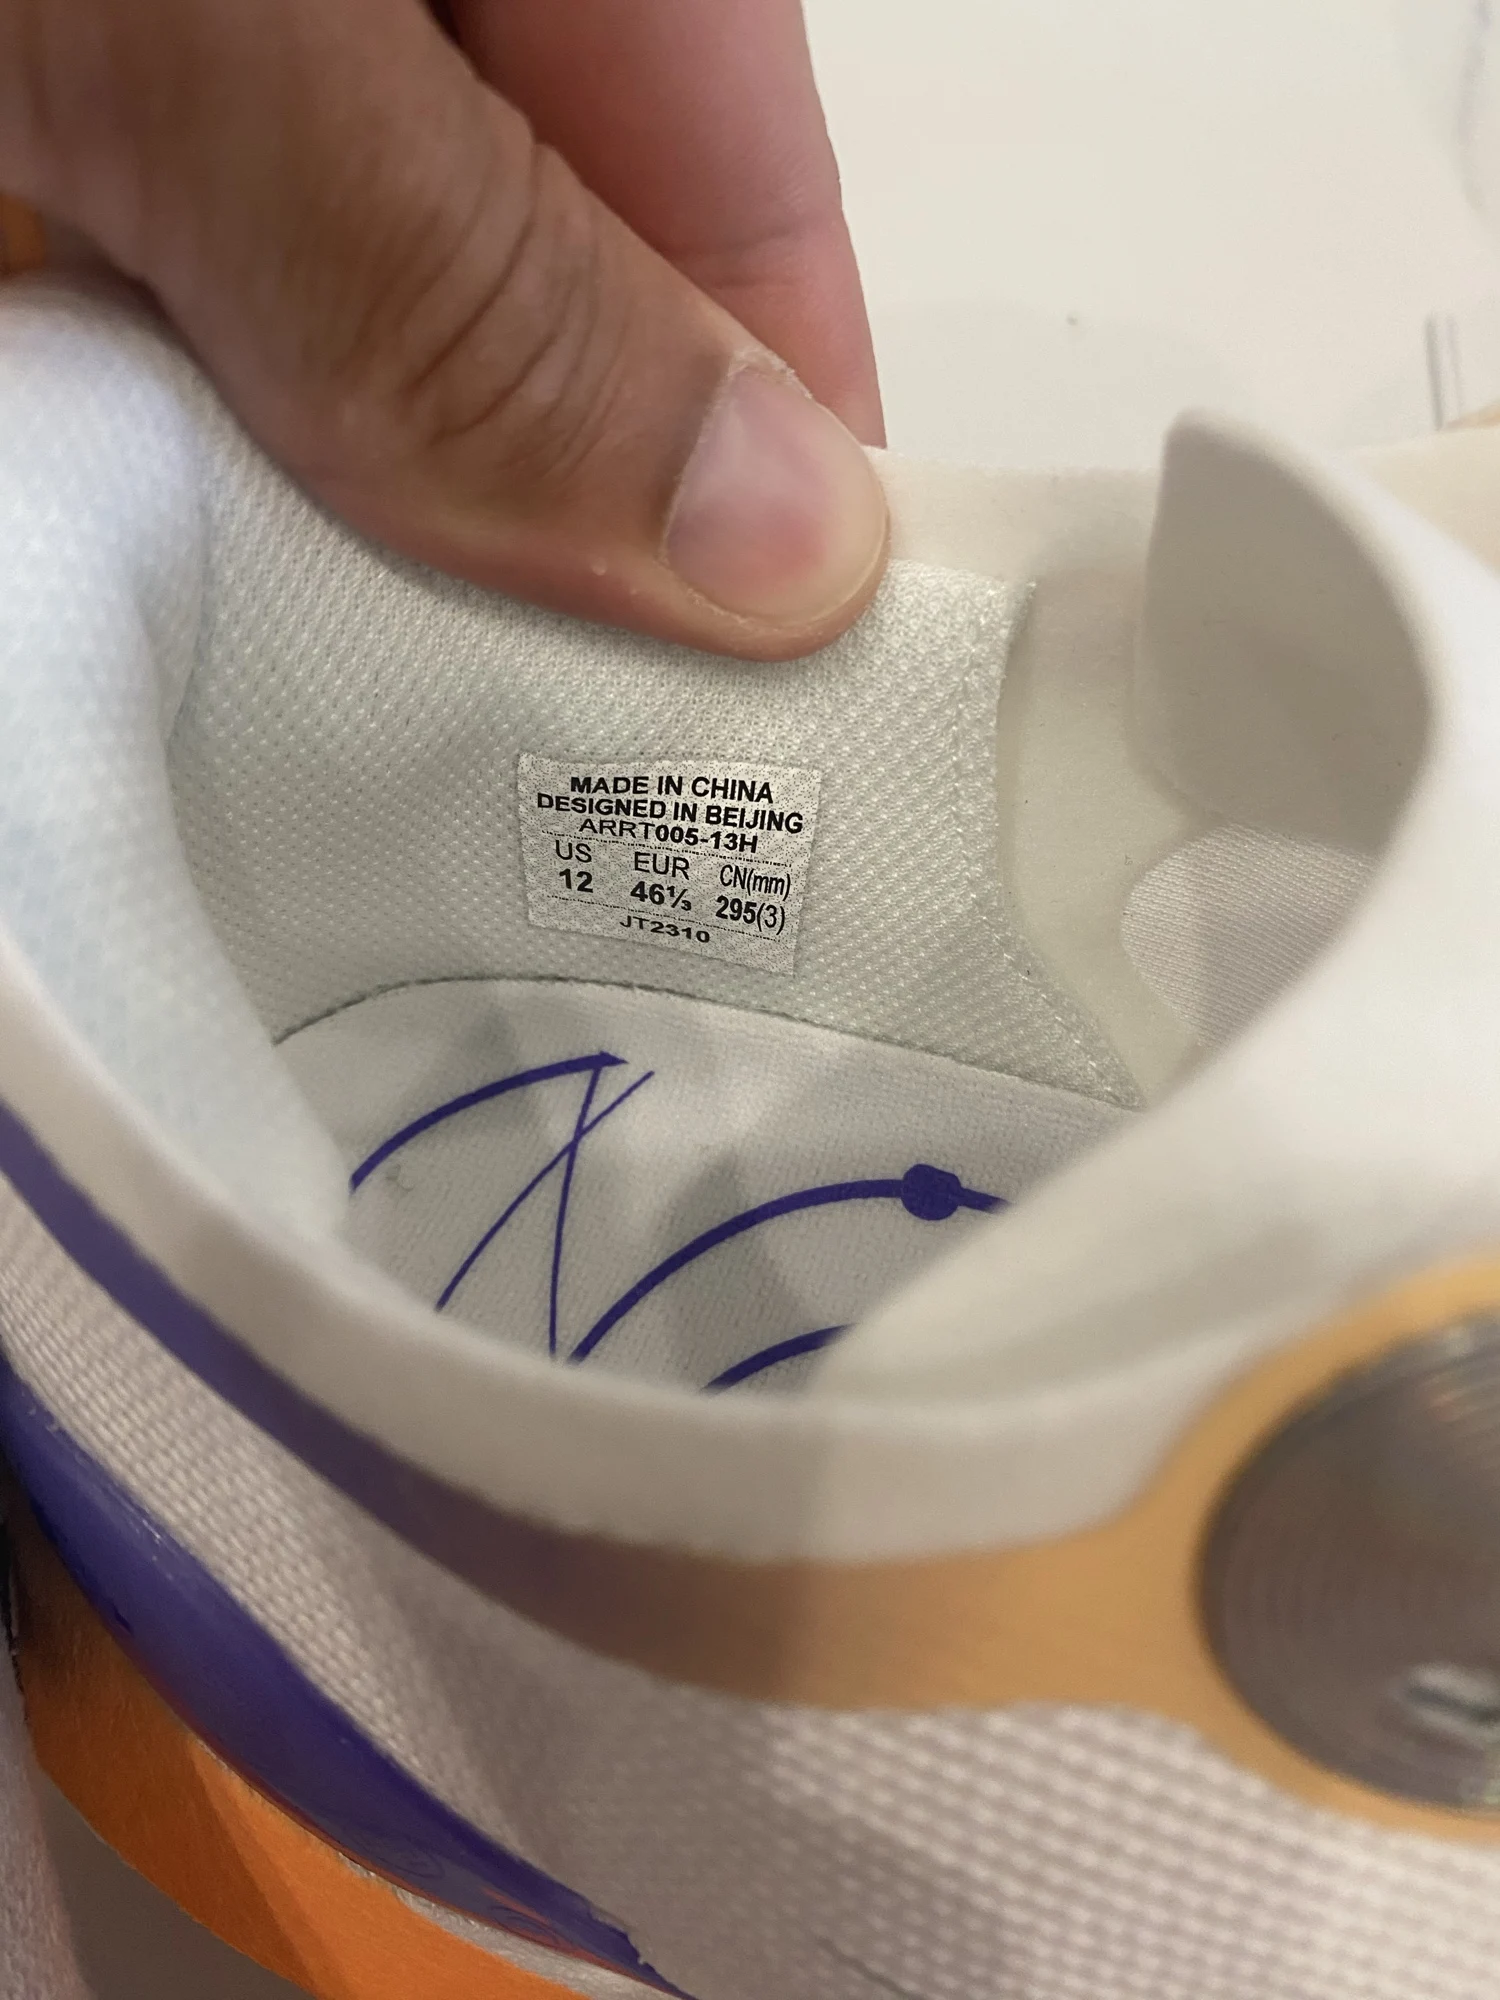 MADE IN CHINA
DESIGNED IN BEIJING
ARRT005-13H
US EUR CN(mm)
12 46⅓ 295(3)
JT2310